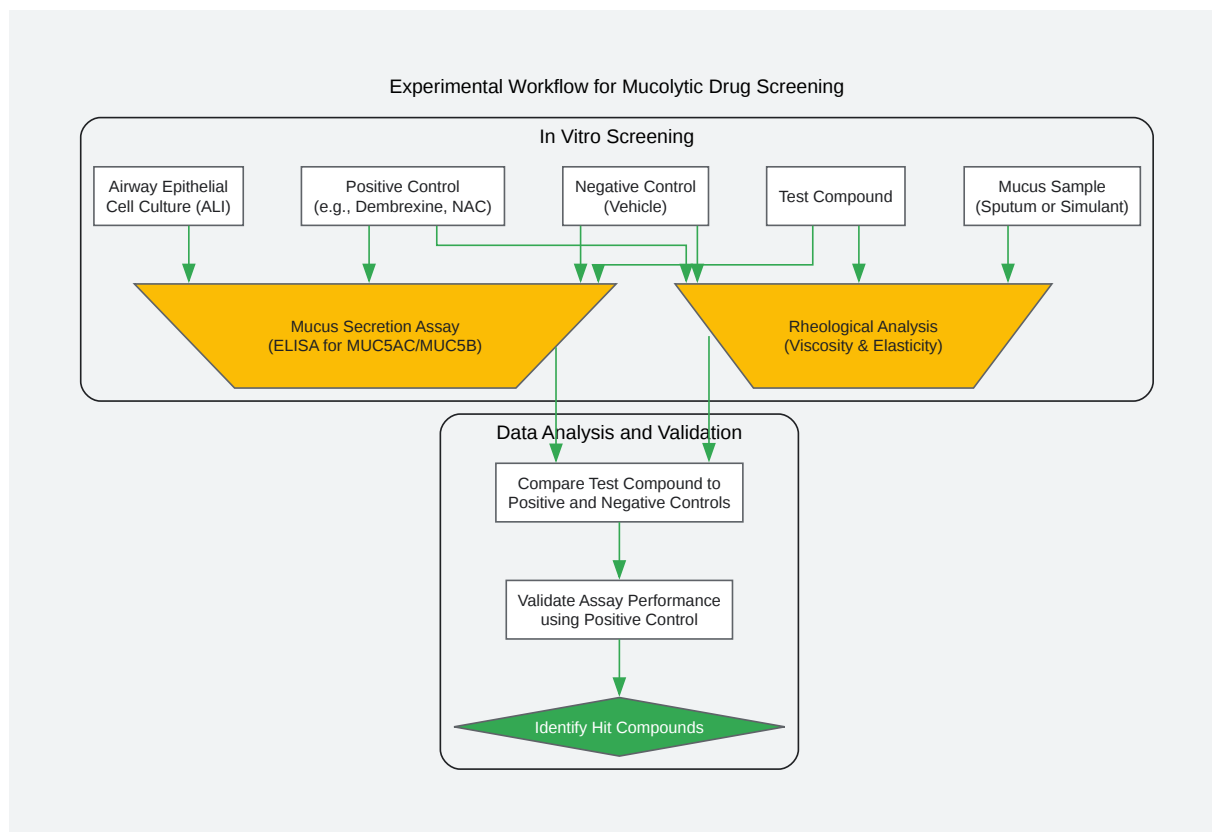 Experimental Workflow for Mucolytic Drug Screening
In Vitro Screening
Airway Epithelial
Cell Culture (ALI)
Positive Control
(e.g., Dembrexine, NAC)
Negative Control
(Vehicle)
Test Compound
Mucus Sample
(Sputum or Simulant)
Mucus Secretion Assay
(ELISA for MUC5AC/MUC5B)
Rheological Analysis
(Viscosity & Elasticity)
Data Analysis and Validation
Compare Test Compound to
Positive and Negative Controls
Validate Assay Performance
using Positive Control
Identify Hit Compounds